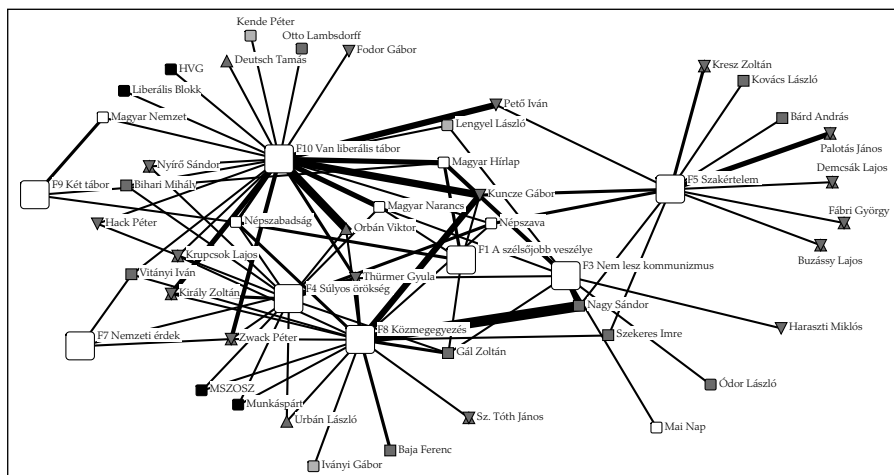 Kende Péter
Otto Lambsdorff
Deutsch Tamás
Fodor Gábor
HVG
Kresz Zoltán
Kovács László
Liberális Blokk
Pető Iván
Magyar Nemzet
Lengyel László
Bárd András
Palotás János
F10 Van liberális tábor
Nyírő Sándor
Magyar Hírlap
Demcsák Lajos
F5 Szakértelem
Bihari Mihály
F9 Két tábor
Kuncze Gábor
Magyar Narancs
Fábri György
Hack Péter
Népszabadság
Népszava
Orbán Viktor
Buzássy Lajos
F1 A szélsőjobb veszélye
Krupcsok Lajos
F3 Nem lesz kommunizmus
Vitányi Iván
Thürmer Gyula
F4 Súlyos örökség
Király Zoltán
Nagy Sándor
F8 Közmegegyezés
Haraszti Miklós
F7 Nemzeti érdek
Zwack Péter
Szekeres Imre
Gál Zoltán
Ódor László
MSZOSZ
Munkáspárt
Urbán László
Sz. Tóth János
Mai Nap
Baja Ferenc
Iványi Gábor